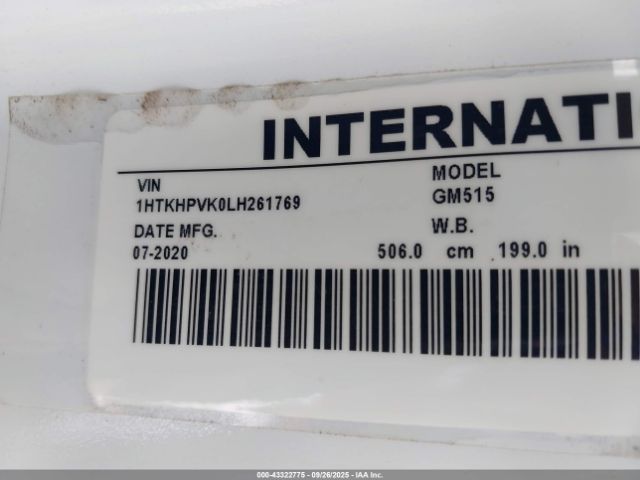 INTERNATI
VIN
1HTKHPVK0LH261769
MODEL
GM515
DATE MFG.
07-2020
W.B.
506.0 cm 199.0 in
000-43322775 - 09/26/2025 - IAA Inc.